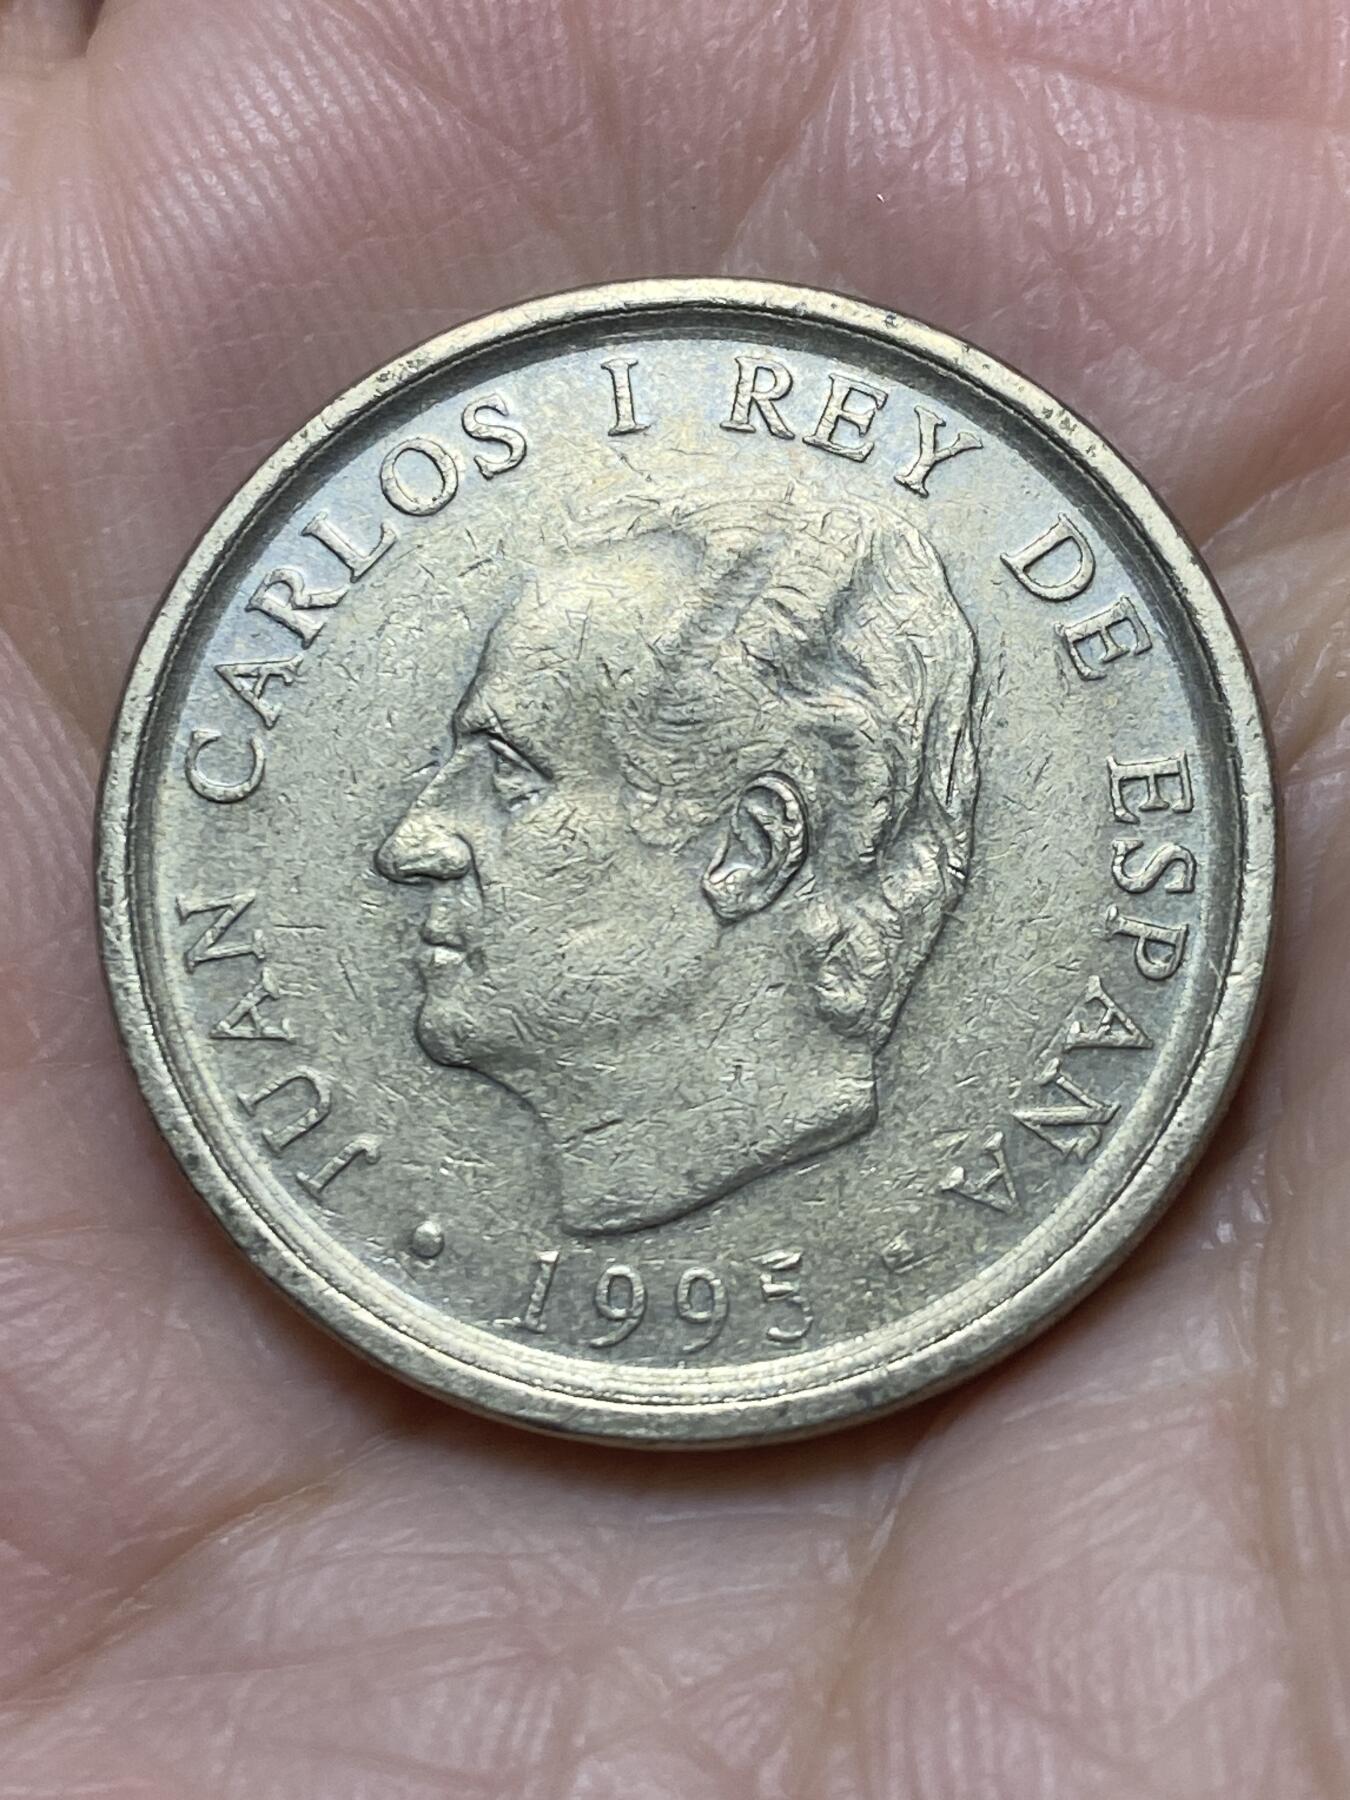 JUAN CARLOS I REY DE ESPAÑA
· 1995 ·